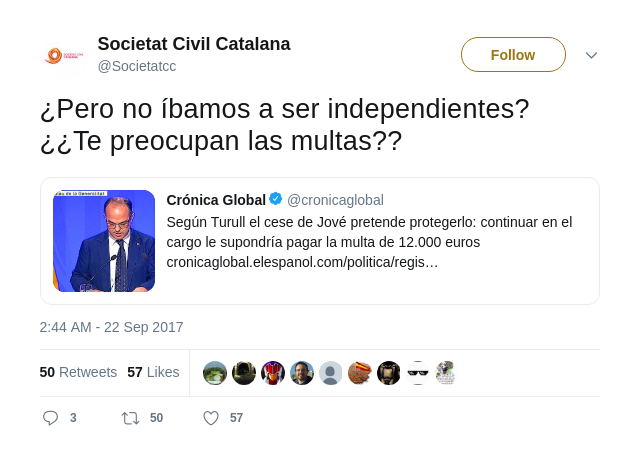 Societat Civil Catalana
@Societatcc
Follow
¿Pero no íbamos a ser independientes?
¿¿Te preocupan las multas??
Crónica Global @cronicaglobal
Según Turull el cese de Jové pretende protegerlo: continuar en el
cargo le supondría pagar la multa de 12.000 euros
cronicaglobal.elespanol.com/politica/regis…
2:44 AM - 22 Sep 2017
50 Retweets 57 Likes
3 50 57